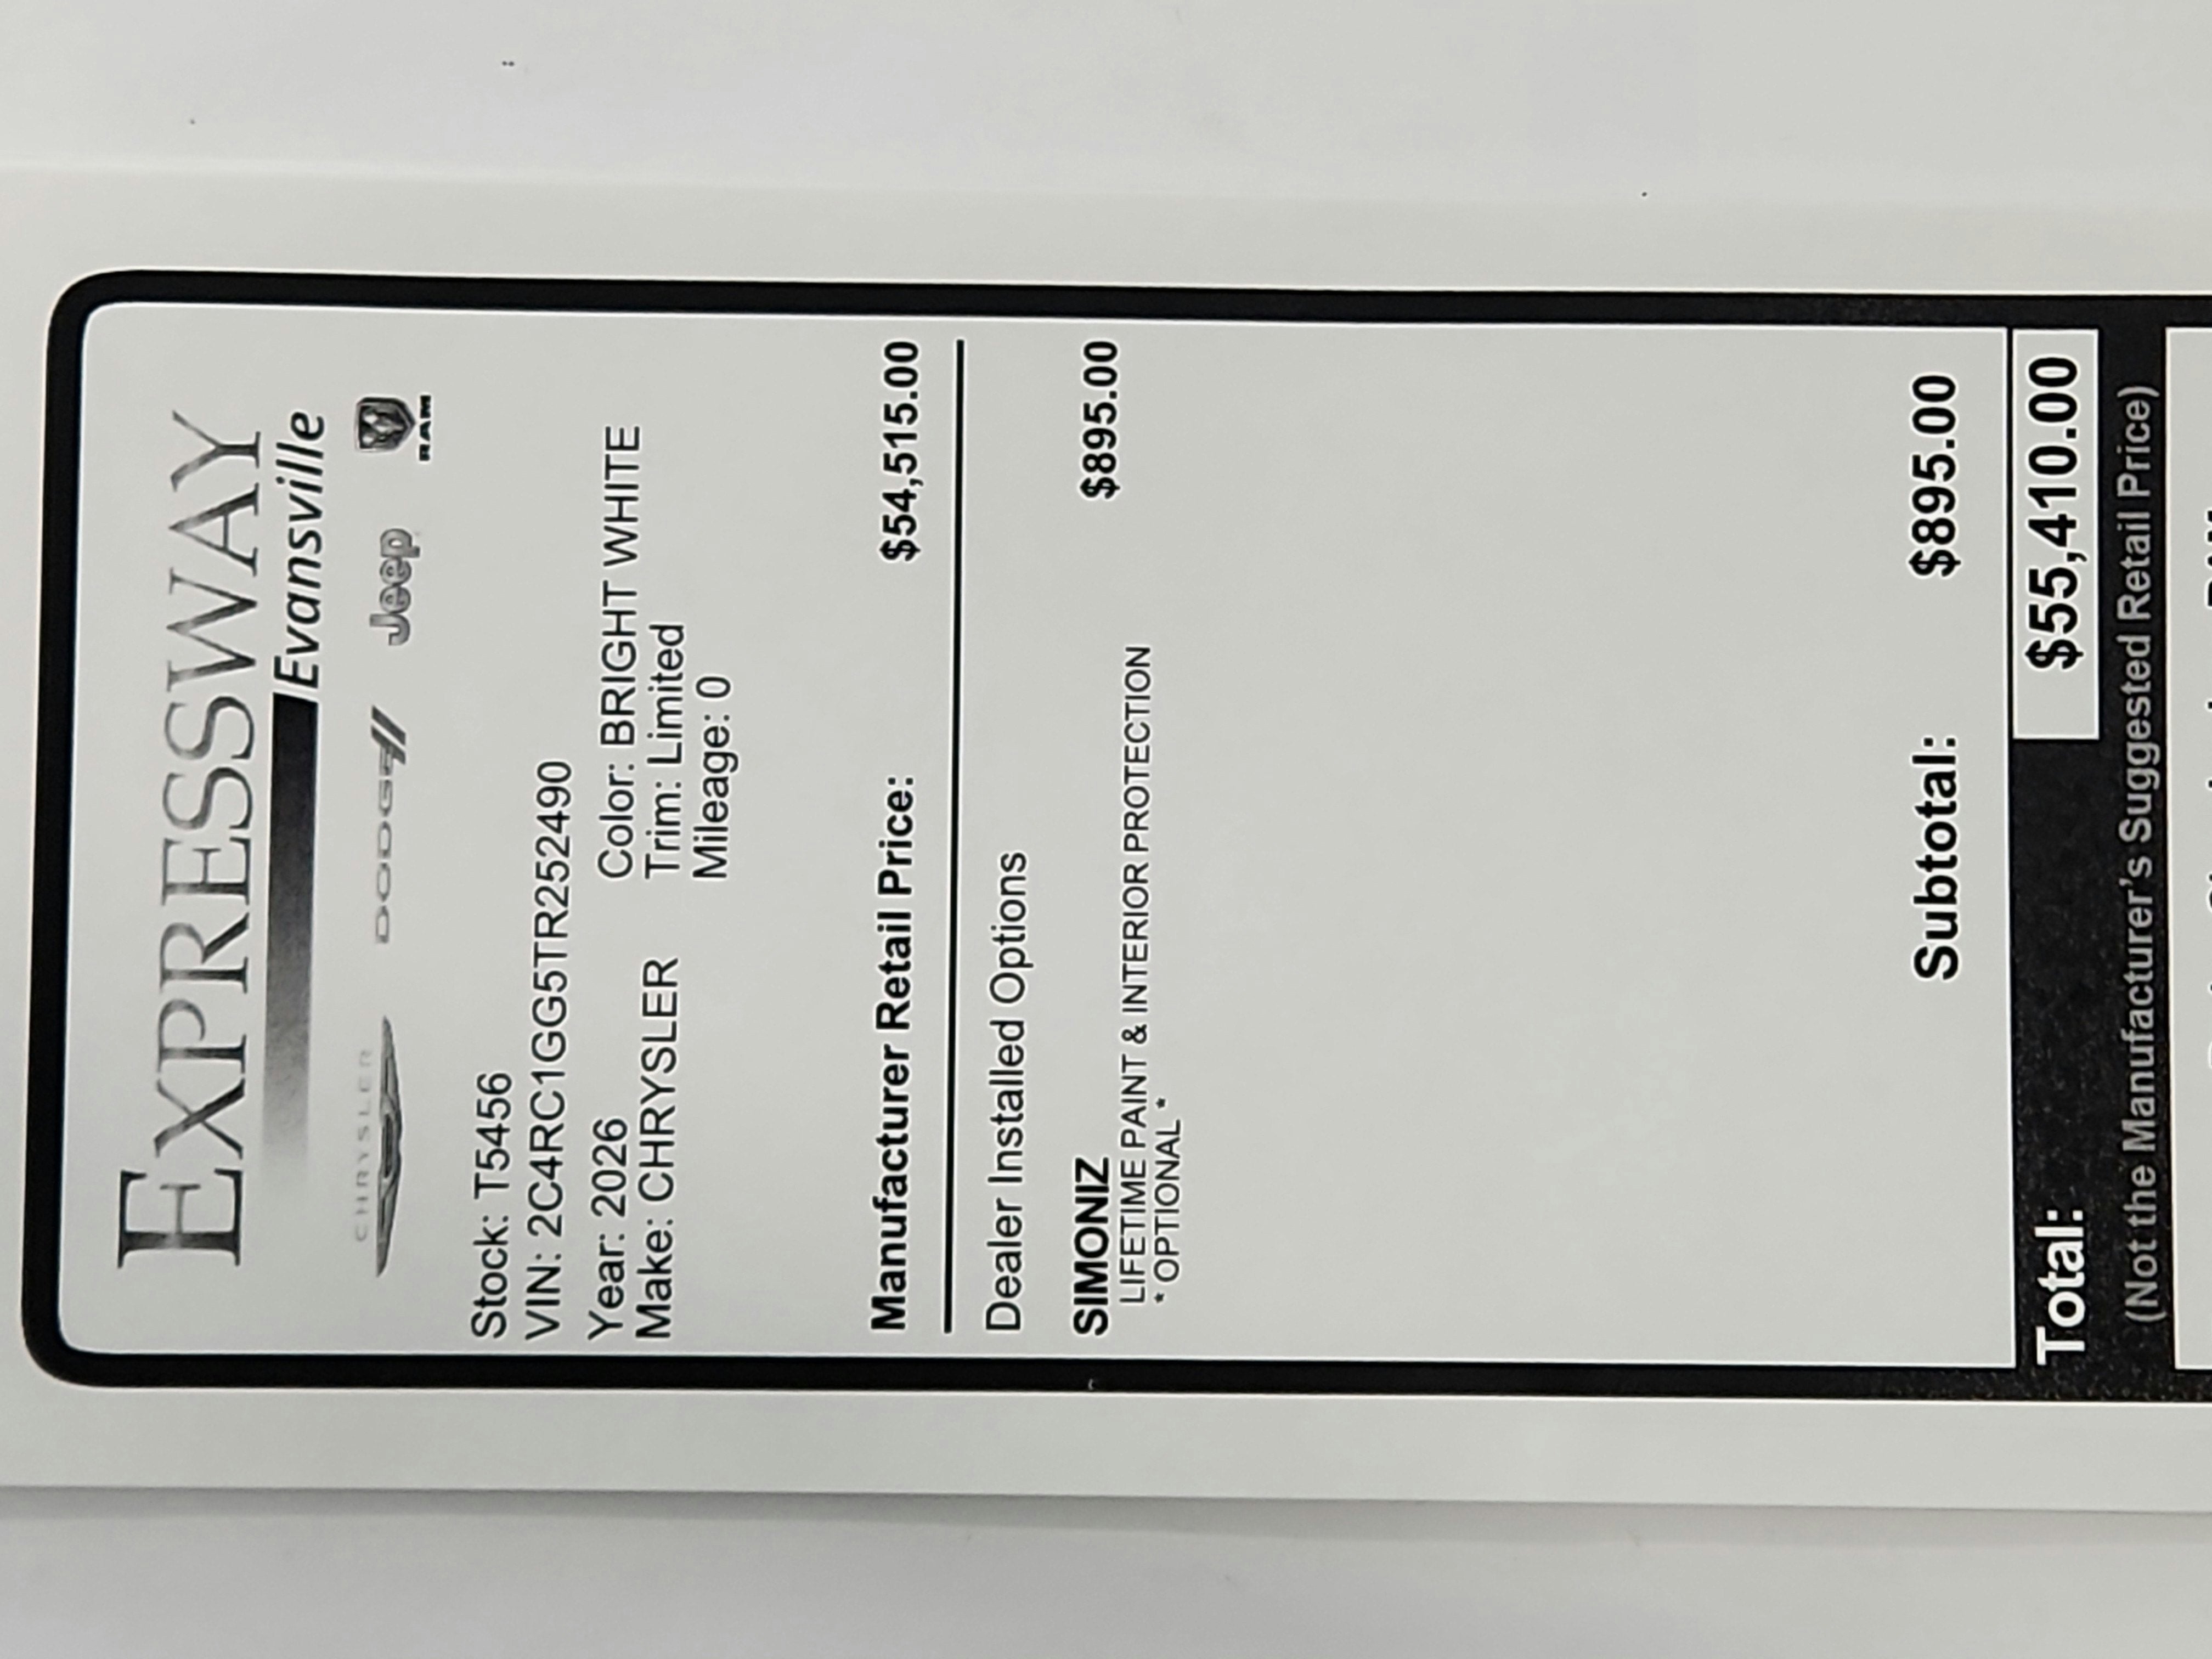 EXPRESSWAY
Evansville
CHRYSLER DODGE Jeep RAM
Stock: T5456
VIN: 2C4RC1GG5TR252490
Year: 2026 Color: BRIGHT WHITE
Make: CHRYSLER Trim: Limited
Mileage: 0
Manufacturer Retail Price: $54,515.00
Dealer Installed Options
SIMONIZ $895.00
LIFETIME PAINT & INTERIOR PROTECTION
* OPTIONAL *
Subtotal: $895.00
Total: $55,410.00
(Not the Manufacturer's Suggested Retail Price)